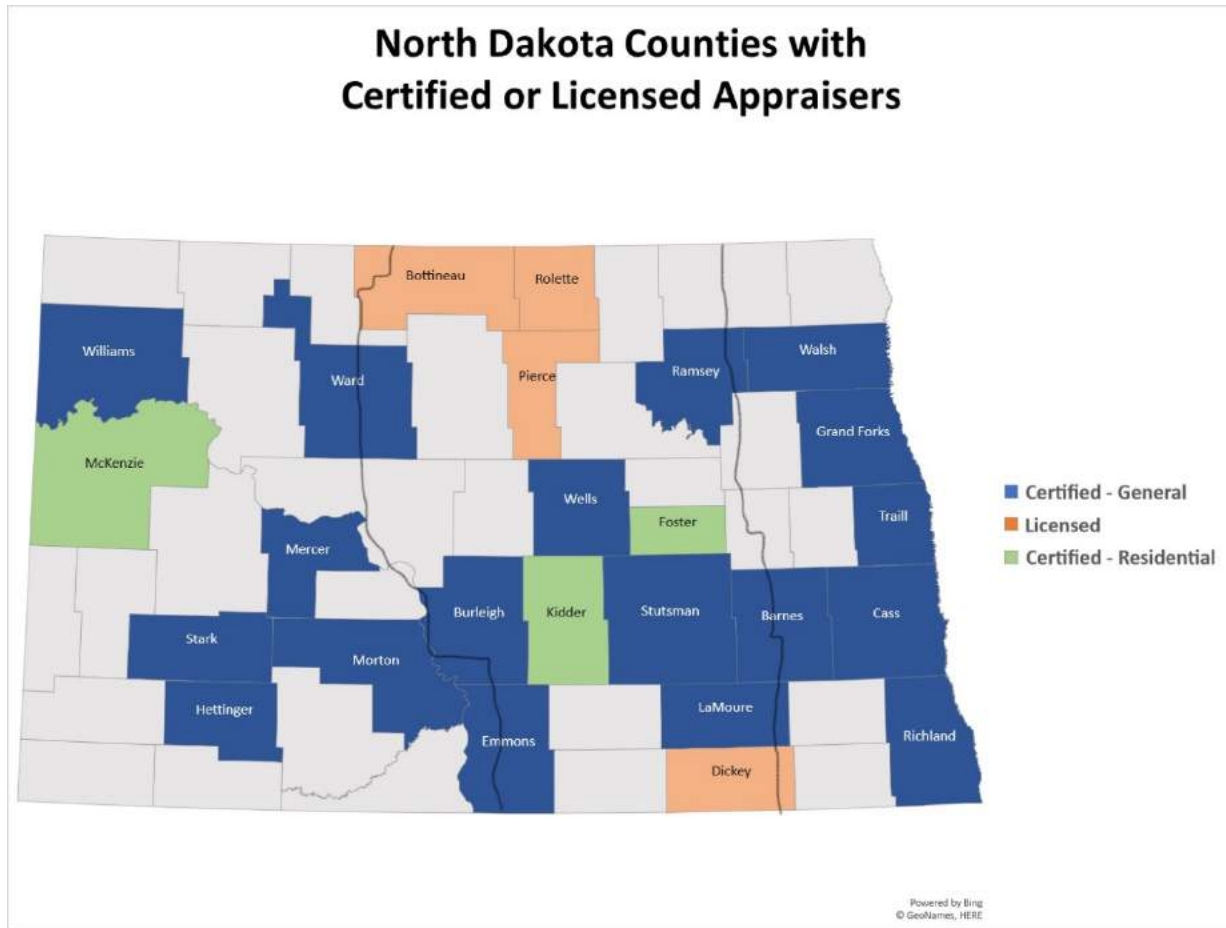 North Dakota Counties with
Certified or Licensed Appraisers
Bottineau
Rolette
Williams
Ward
Pierce
Ramsey
Walsh
Grand Forks
McKenzie
Wells
Foster
Traill
Mercer
Burleigh
Kidder
Stutsman
Barnes
Cass
Stark
Morton
Hettinger
Emmons
LaMoure
Richland
Dickey
Certified - General
Licensed
Certified - Residential
Powered by Bing
© GeoNames, HERE